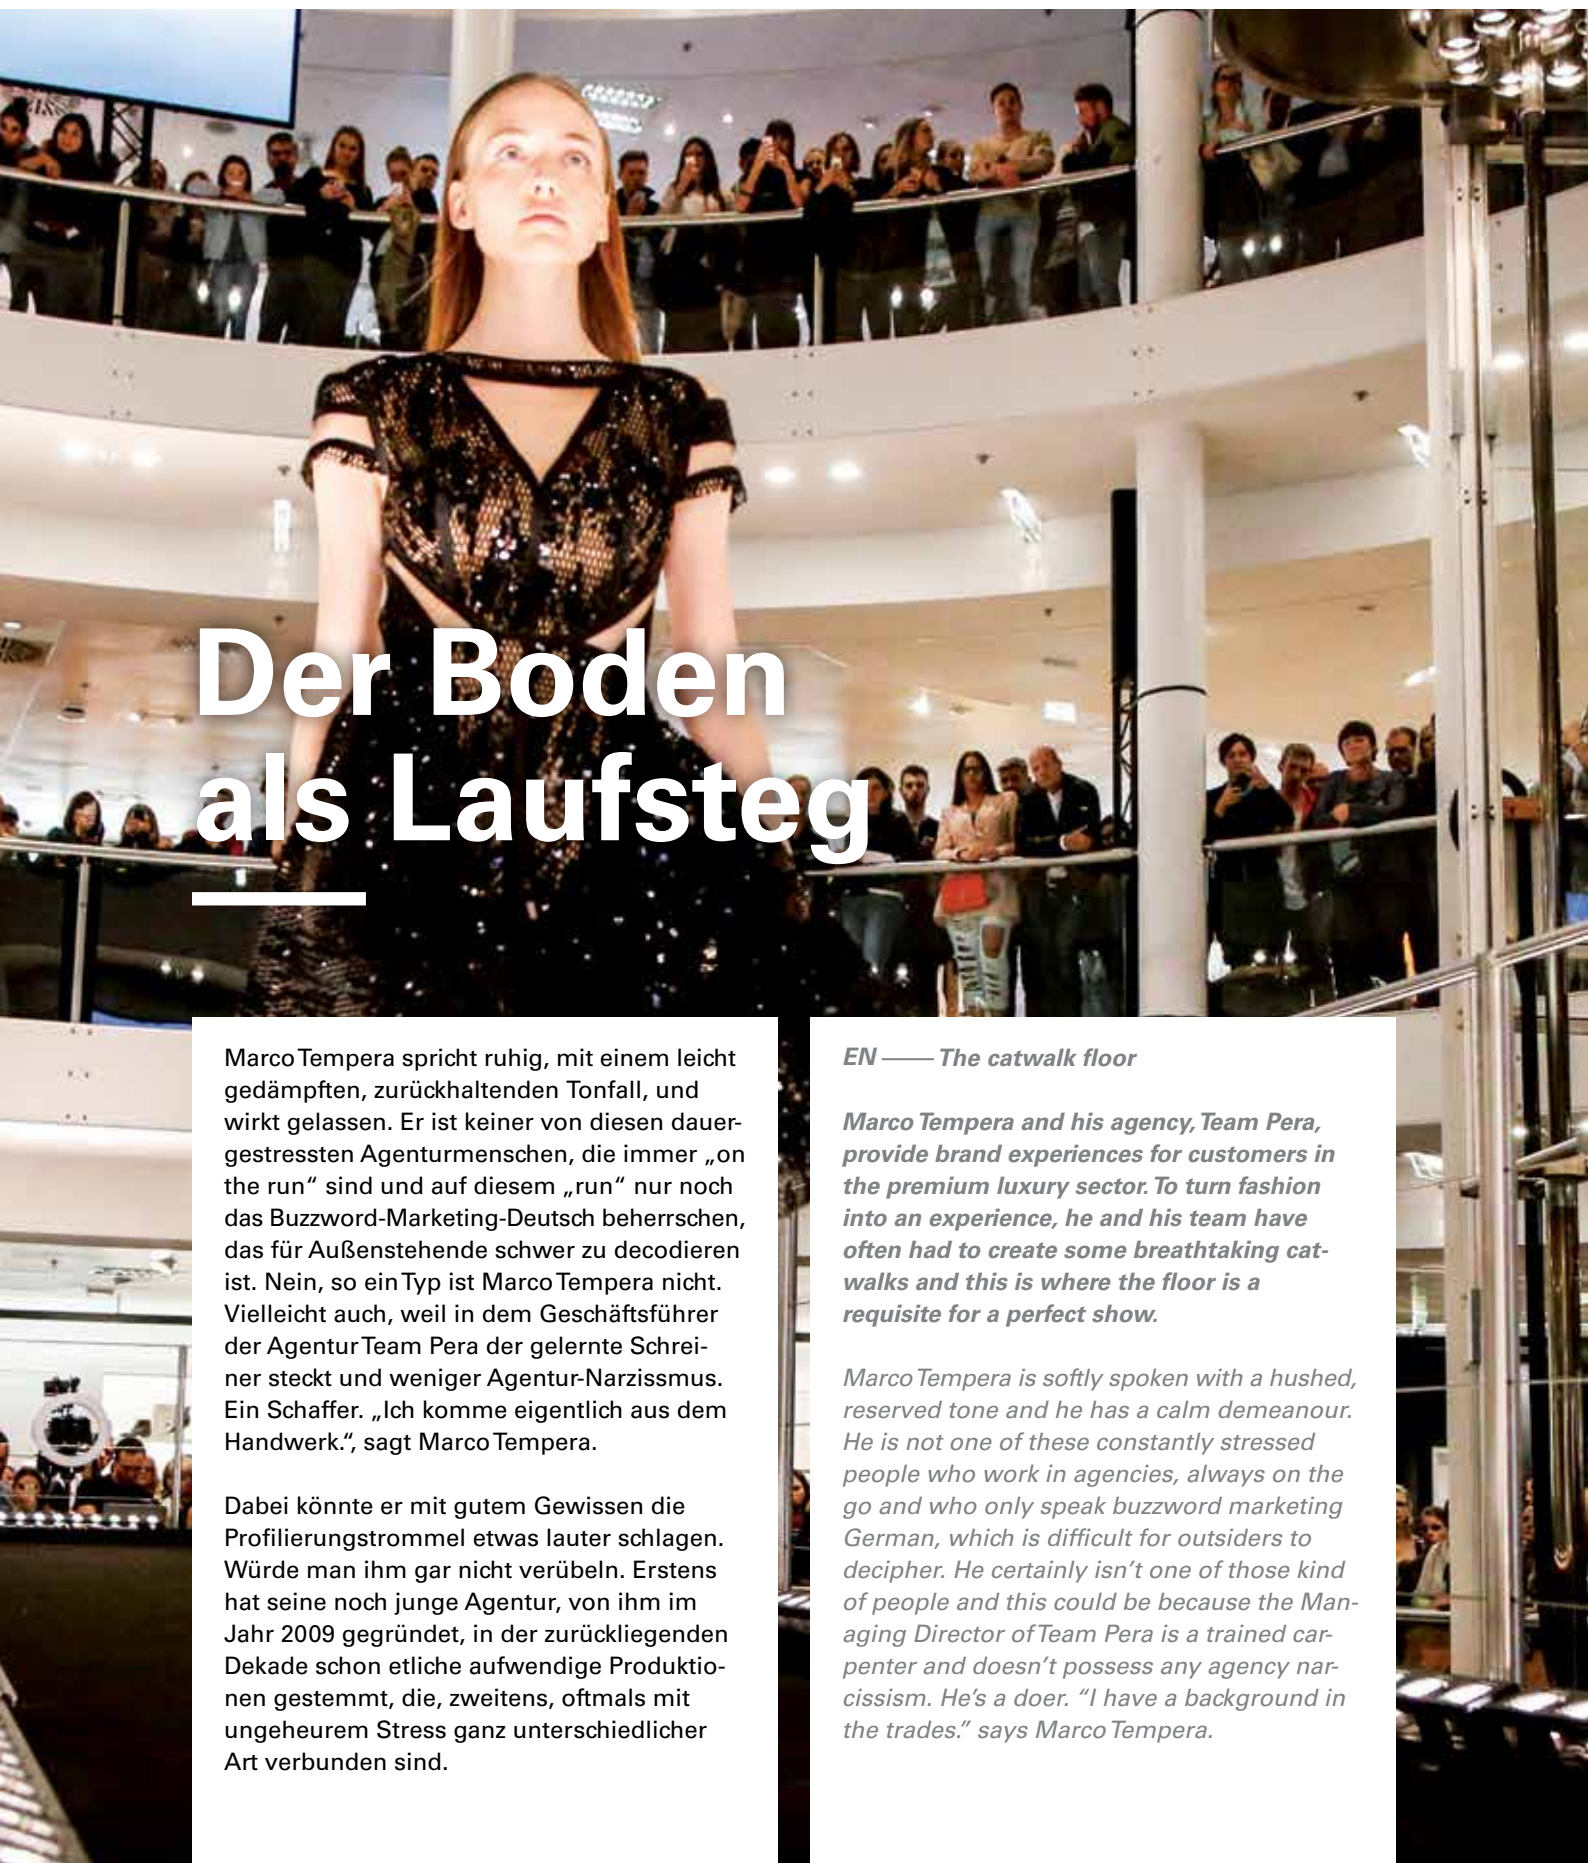 Der Boden
als Laufsteg
Marco Tempera spricht ruhig, mit einem leicht
gedämpften, zurückhaltenden Tonfall, und
wirkt gelassen. Er ist keiner von diesen dauer-
gestressten Agenturmenschen, die immer „on
the run“ sind und auf diesem „run“ nur noch
das Buzzword-Marketing-Deutsch beherrschen,
das für Außenstehende schwer zu decodieren
ist. Nein, so ein Typ ist Marco Tempera nicht.
Vielleicht auch, weil in dem Geschäftsführer
der Agentur Team Pera der gelernte Schrei-
ner steckt und weniger Agentur-Narzissmus.
Ein Schaffer. „Ich komme eigentlich aus dem
Handwerk.“, sagt Marco Tempera.
Dabei könnte er mit gutem Gewissen die
Profilierungstrommel etwas lauter schlagen.
Würde man ihm gar nicht verübeln. Erstens
hat seine noch junge Agentur, von ihm im
Jahr 2009 gegründet, in der zurückliegenden
Dekade schon etliche aufwendige Produktio-
nen gestemmt, die, zweitens, oftmals mit
ungeheurem Stress ganz unterschiedlicher
Art verbunden sind.
EN —— The catwalk floor
Marco Tempera and his agency, Team Pera,
provide brand experiences for customers in
the premium luxury sector. To turn fashion
into an experience, he and his team have
often had to create some breathtaking cat-
walks and this is where the floor is a
requisite for a perfect show.
Marco Tempera is softly spoken with a hushed,
reserved tone and he has a calm demeanour.
He is not one of these constantly stressed
people who work in agencies, always on the
go and who only speak buzzword marketing
German, which is difficult for outsiders to
decipher. He certainly isn’t one of those kind
of people and this could be because the Man-
aging Director of Team Pera is a trained car-
penter and doesn’t possess any agency nar-
cissism. He’s a doer. “I have a background in
the trades.” says Marco Tempera.